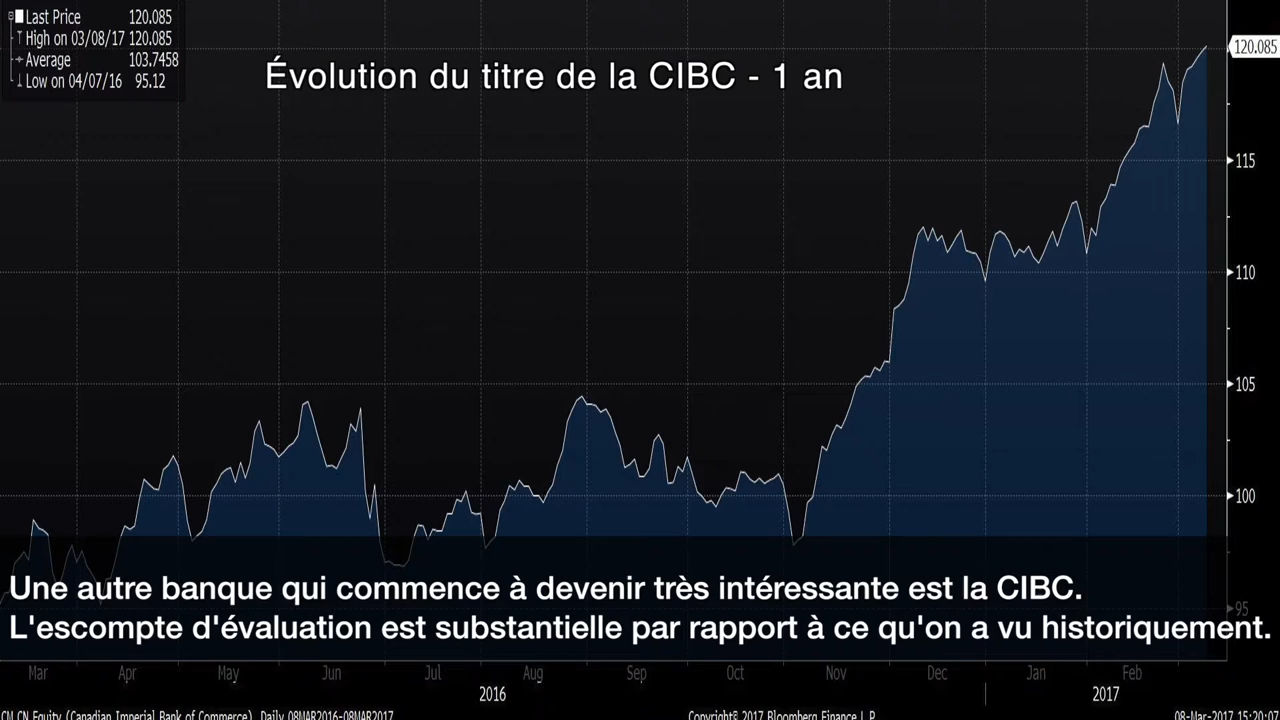 Last Price 120.085
High on 03/08/17 120.085
Average 103.7458
Low on 04/07/16 95.12
Évolution du titre de la CIBC - 1 an
120.085
115
110
105
100
95
Une autre banque qui commence à devenir très intéressante est la CIBC.
L'escompte d'évaluation est substantielle par rapport à ce qu'on a vu historiquement.
Mar Apr May Jun Jul Aug Sep Oct Nov Dec Jan Feb
2016 2017
CM CN Equity (Canadian Imperial Bank of Commerce) Daily 08MAR2016-08MAR2017 Copyright© 2017 Bloomberg Finance L.P. 08-Mar-2017 15:20:07